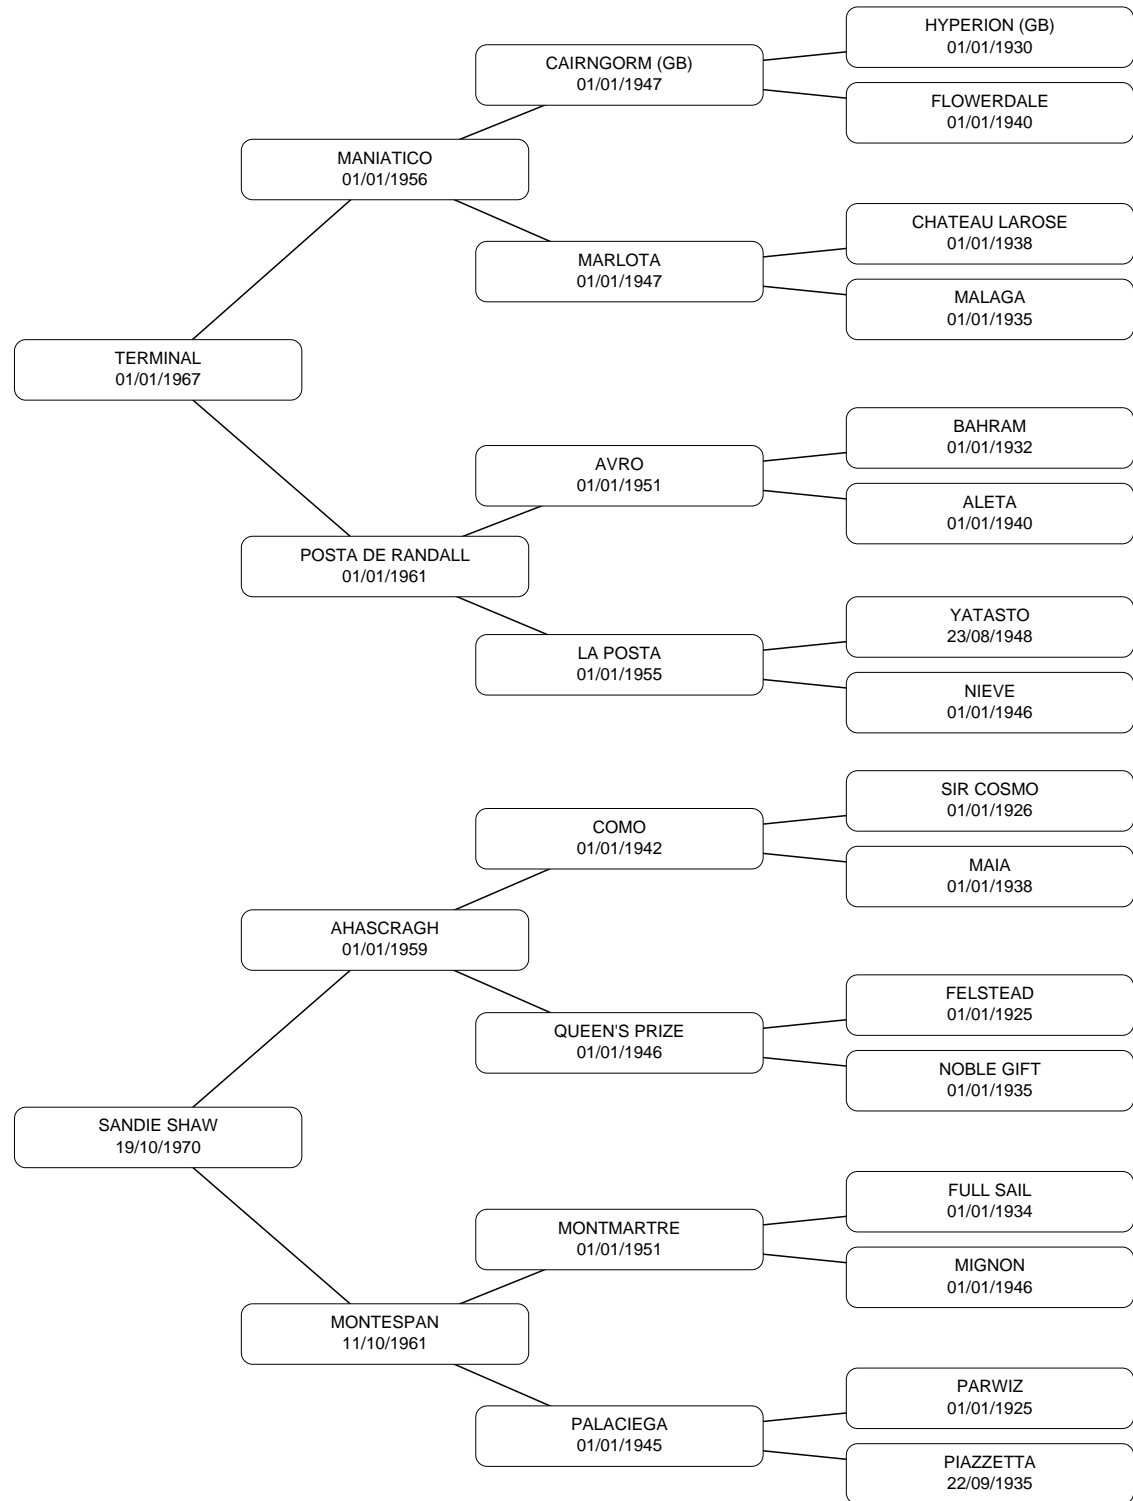 HYPERION (GB)
01/01/1930
CAIRNGORM (GB)
01/01/1947
FLOWERDALE
01/01/1940
MANIATICO
01/01/1956
CHATEAU LAROSE
01/01/1938
MARLOTA
01/01/1947
MALAGA
01/01/1935
TERMINAL
01/01/1967
BAHRAM
01/01/1932
AVRO
01/01/1951
ALETA
01/01/1940
POSTA DE RANDALL
01/01/1961
YATASTO
23/08/1948
LA POSTA
01/01/1955
NIEVE
01/01/1946
SIR COSMO
01/01/1926
COMO
01/01/1942
MAIA
01/01/1938
AHASCRAGH
01/01/1959
FELSTEAD
01/01/1925
QUEEN'S PRIZE
01/01/1946
NOBLE GIFT
01/01/1935
SANDIE SHAW
19/10/1970
FULL SAIL
01/01/1934
MONTMARTRE
01/01/1951
MIGNON
01/01/1946
MONTESPAN
11/10/1961
PARWIZ
01/01/1925
PALACIEGA
01/01/1945
PIAZZETTA
22/09/1935